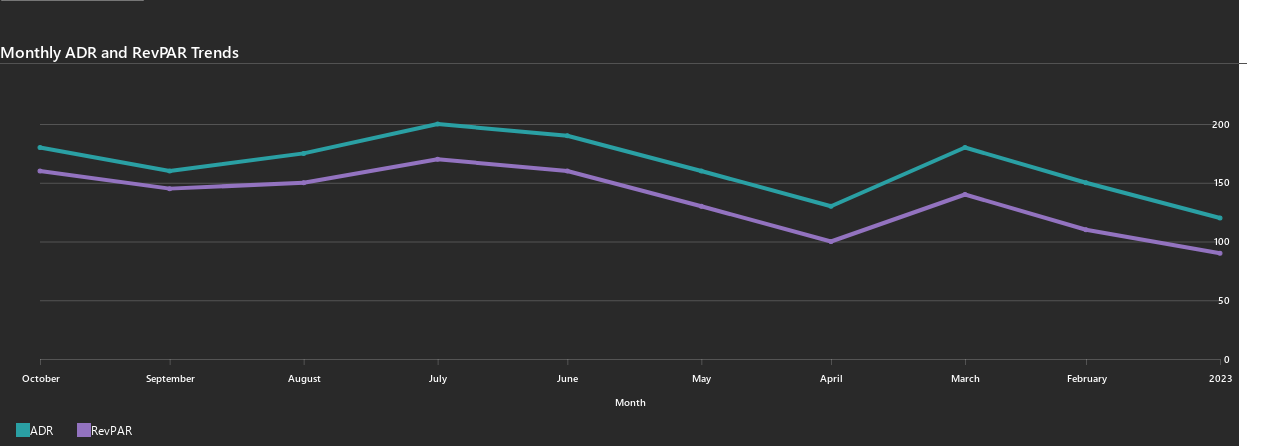 Monthly ADR and RevPAR Trends
200
150
100
50
0
October September August July June May April March February 2023
Month
ADR RevPAR